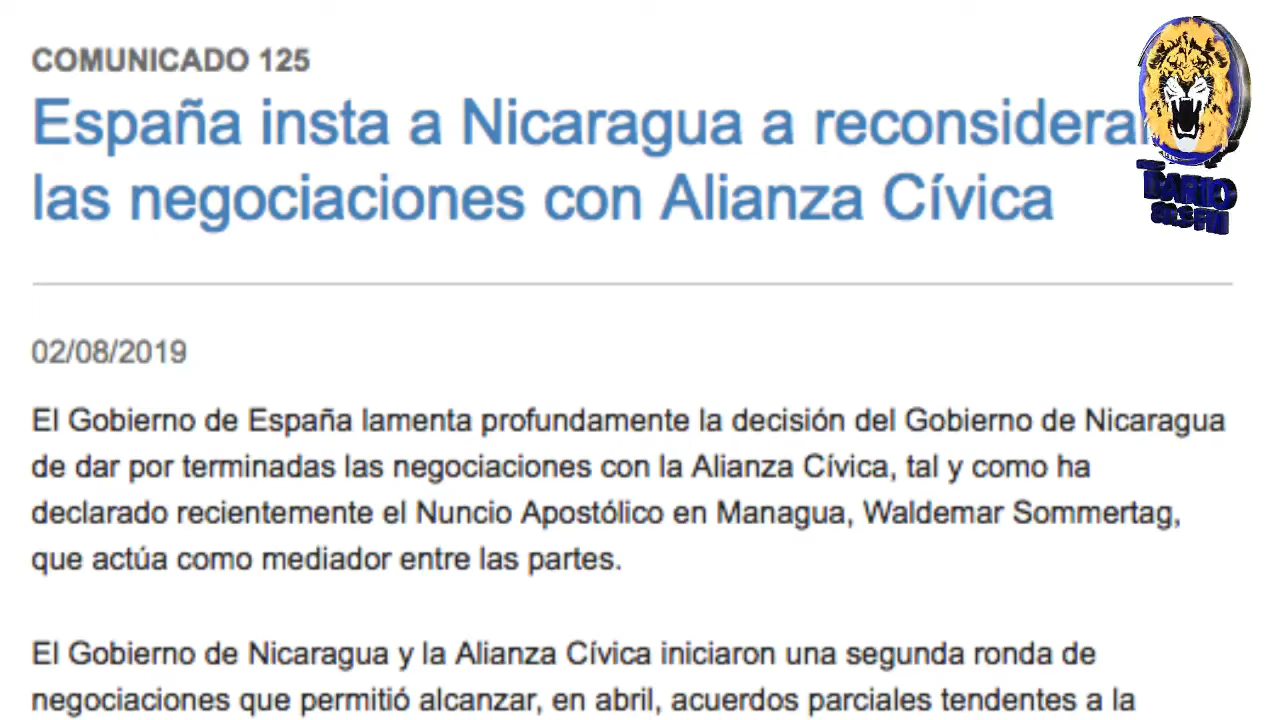 COMUNICADO 125
España insta a Nicaragua a reconsiderar
las negociaciones con Alianza Cívica
DARIO
02/08/2019
El Gobierno de España lamenta profundamente la decisión del Gobierno de Nicaragua
de dar por terminadas las negociaciones con la Alianza Cívica, tal y como ha
declarado recientemente el Nuncio Apostólico en Managua, Waldemar Sommertag,
que actúa como mediador entre las partes.
El Gobierno de Nicaragua y la Alianza Cívica iniciaron una segunda ronda de
negociaciones que permitió alcanzar, en abril, acuerdos parciales tendentes a la